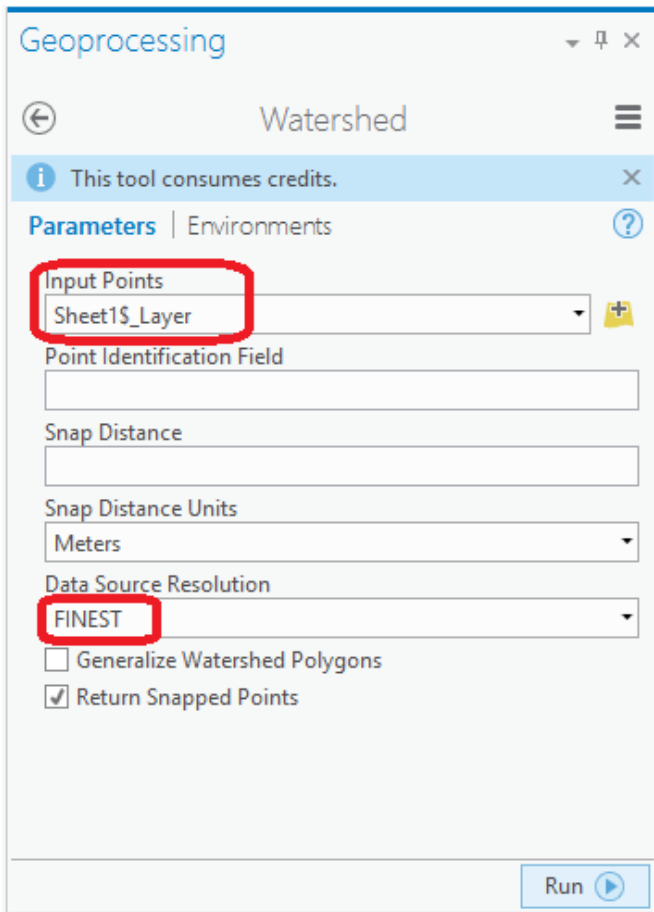 Geoprocessing
Watershed
This tool consumes credits.
Parameters | Environments
Input Points
Sheet1$_Layer
Point Identification Field
Snap Distance
Snap Distance Units
Meters
Data Source Resolution
FINEST
Generalize Watershed Polygons
Return Snapped Points
Run